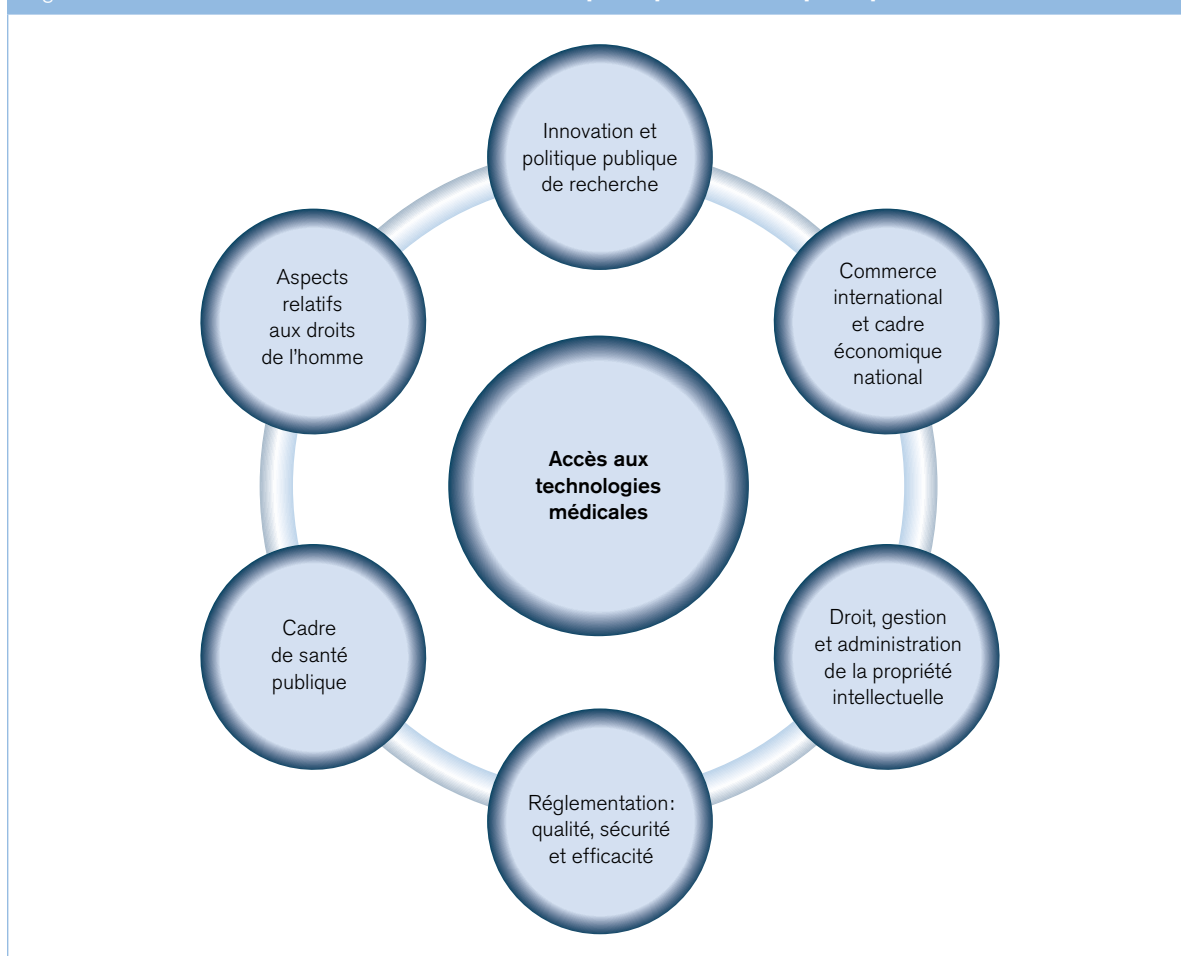 Innovation et
politique publique
de recherche
Commerce
international
et cadre
économique
national
Droit, gestion
et administration
de la propriété
intellectuelle
Réglementation:
qualité, sécurité
et efficacité
Cadre
de santé
publique
Aspects
relatifs
aux droits
de l'homme
Accès aux
technologies
médicales